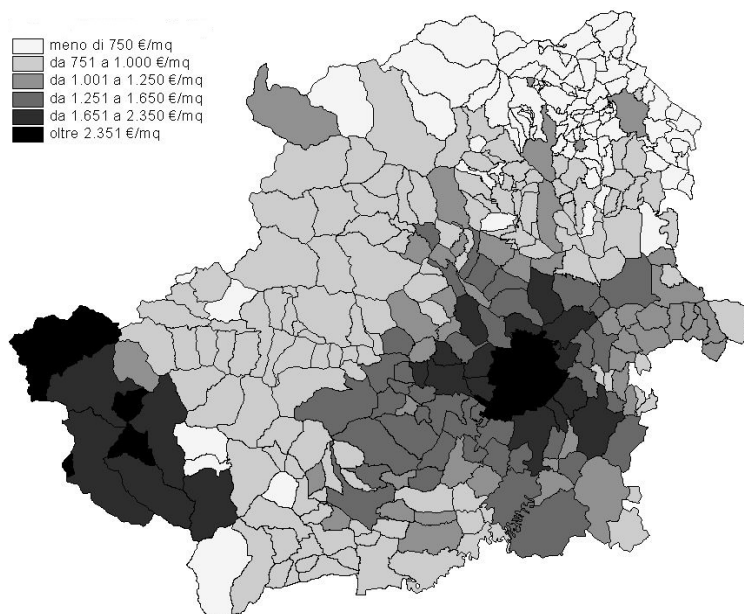 meno di 750 €/mq
da 751 a 1.000 €/mq
da 1.001 a 1.250 €/mq
da 1.251 a 1.650 €/mq
da 1.651 a 2.350 €/mq
oltre 2.351 €/mq